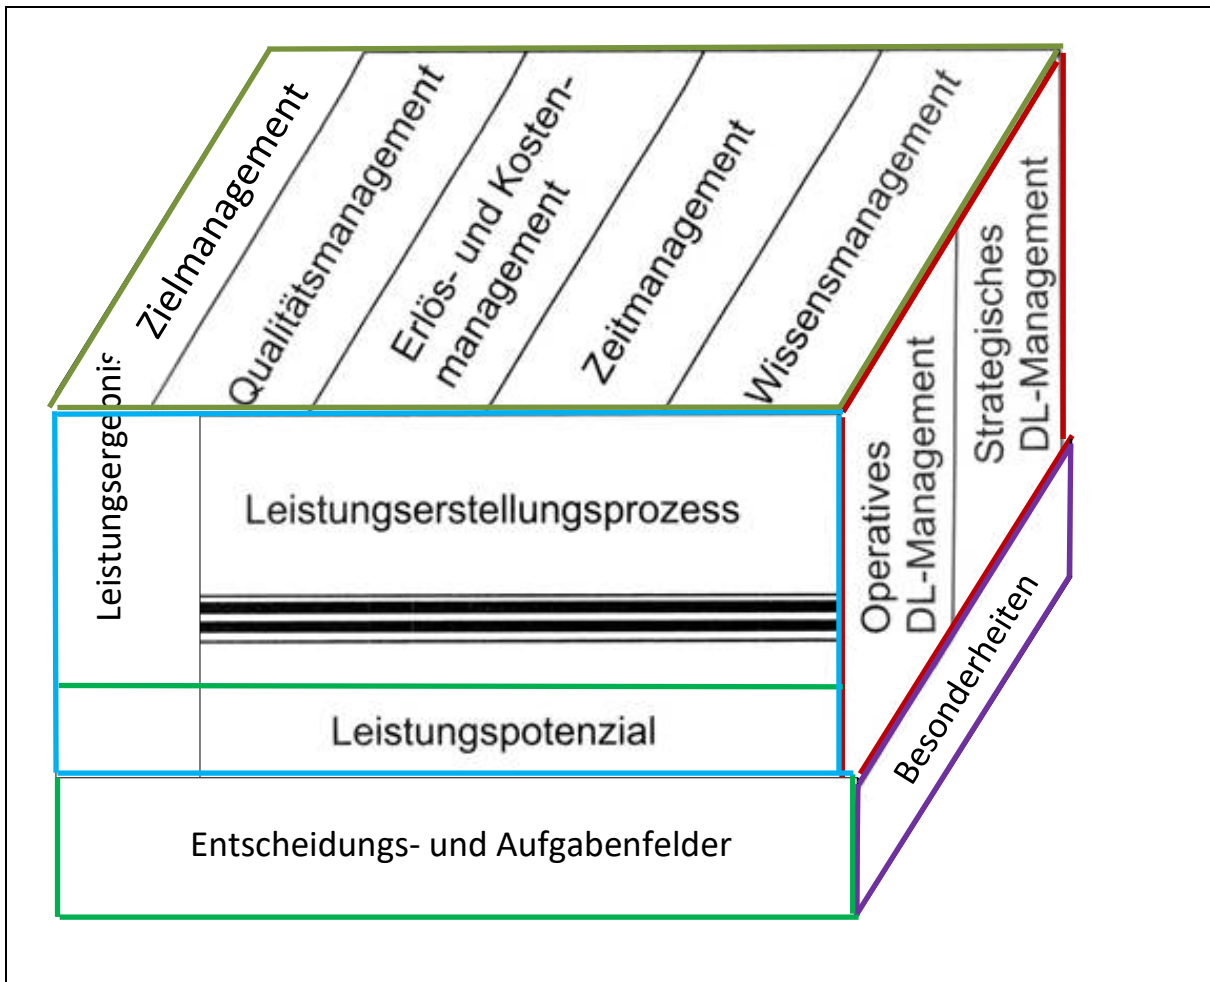 Zielmanagement
Qualitätsmanagement
Erlös- und Kosten-
management
Zeitmanagement
Wissensmanagement
Leistungsergebnis
Leistungserstellungsprozess
Leistungspotenzial
Operatives
DL-Management
Strategisches
DL-Management
Besonderheiten
Entscheidungs- und Aufgabenfelder